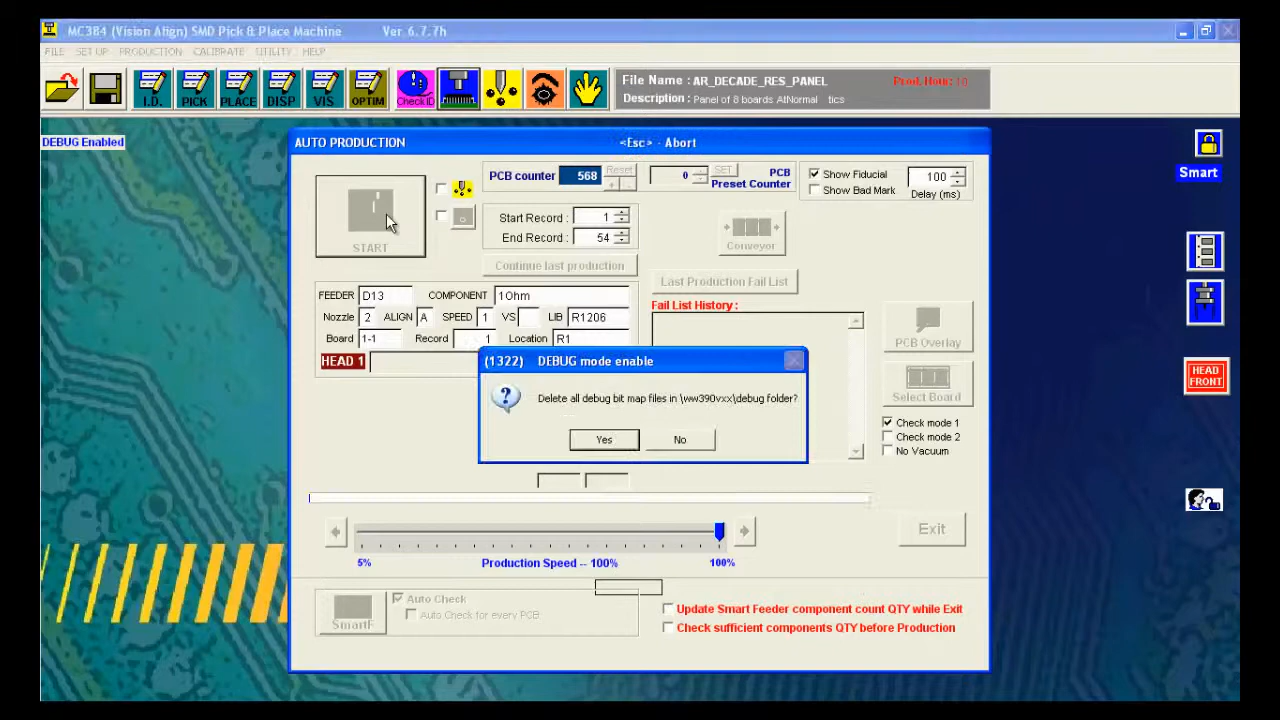 MC384 (Vision Align) SMD Pick & Place Machine Ver 6.7.7h
FILE SET UP PRODUCTION CALIBRATE UTILITY HELP
I.D. PICK PLACE DISP VIS OPTIM Check ID
File Name : AR_DECADE_RES_PANEL
Prod. Hour: 10
Description : Panel of 8 boards AtNormal tics
DEBUG Enabled
Smart
HEAD FRONT
AUTO PRODUCTION <Esc> - Abort
START
PCB counter 568 Reset + -
0 SET PCB Preset Counter
Show Fiducial
Show Bad Mark
100
Delay (ms)
Start Record : 1
End Record : 54
Continue last production
Conveyor
Last Production Fail List
Fail List History :
FEEDER D13 COMPONENT 1Ohm
Nozzle 2 ALIGN A SPEED 1 VS LIB R1206
Board 1-1 Record 1 Location R1
HEAD 1
PCB Overlay
Select Board
Check mode 1
Check mode 2
No Vacuum
(1322) DEBUG mode enable
Delete all debug bit map files in \ww390vxx\debug folder?
Yes No
Exit
5% Production Speed -- 100% 100%
SmartF
Auto Check
Auto Check for every PCB
Update Smart Feeder component count QTY while Exit
Check sufficient components QTY before Production